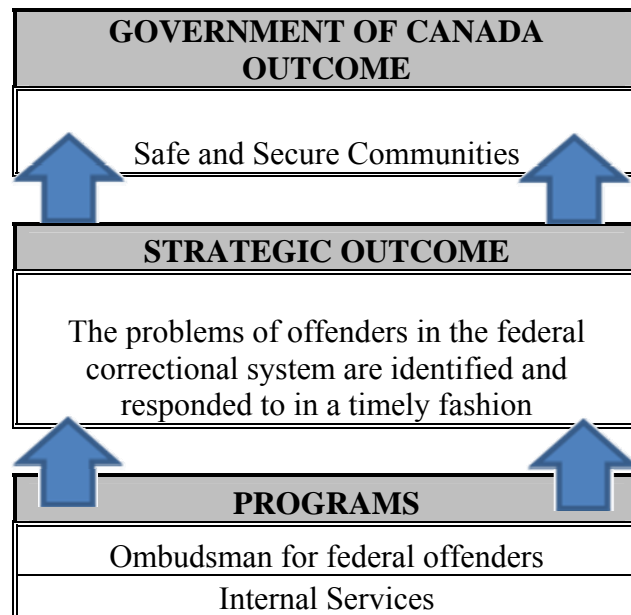 GOVERNMENT OF CANADA
OUTCOME
Safe and Secure Communities
STRATEGIC OUTCOME
The problems of offenders in the federal
correctional system are identified and
responded to in a timely fashion
PROGRAMS
Ombudsman for federal offenders
Internal Services